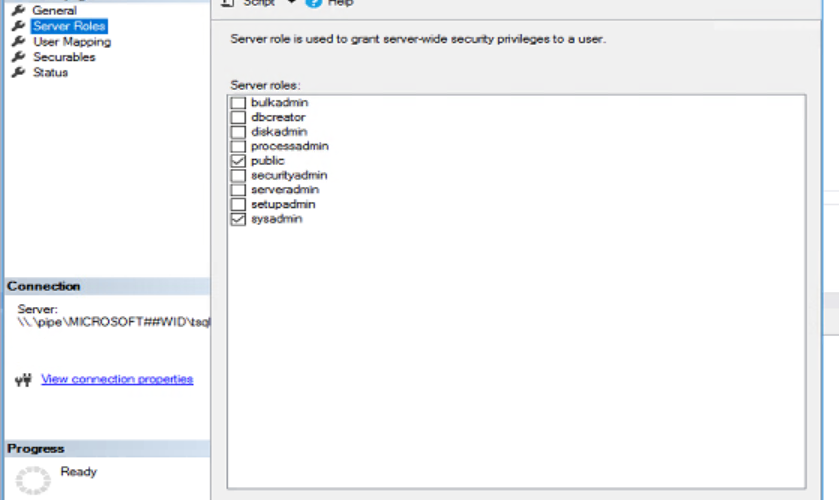 General
Server Roles
User Mapping
Securables
Status
Script
Help
Server role is used to grant server-wide security privileges to a user.
Server roles:
bulkadmin
dbcreator
diskadmin
processadmin
public
securityadmin
serveradmin
setupadmin
sysadmin
Connection
Server:
\\.\pipe\MICROSOFT##WID\tsql
View connection properties
Progress
Ready